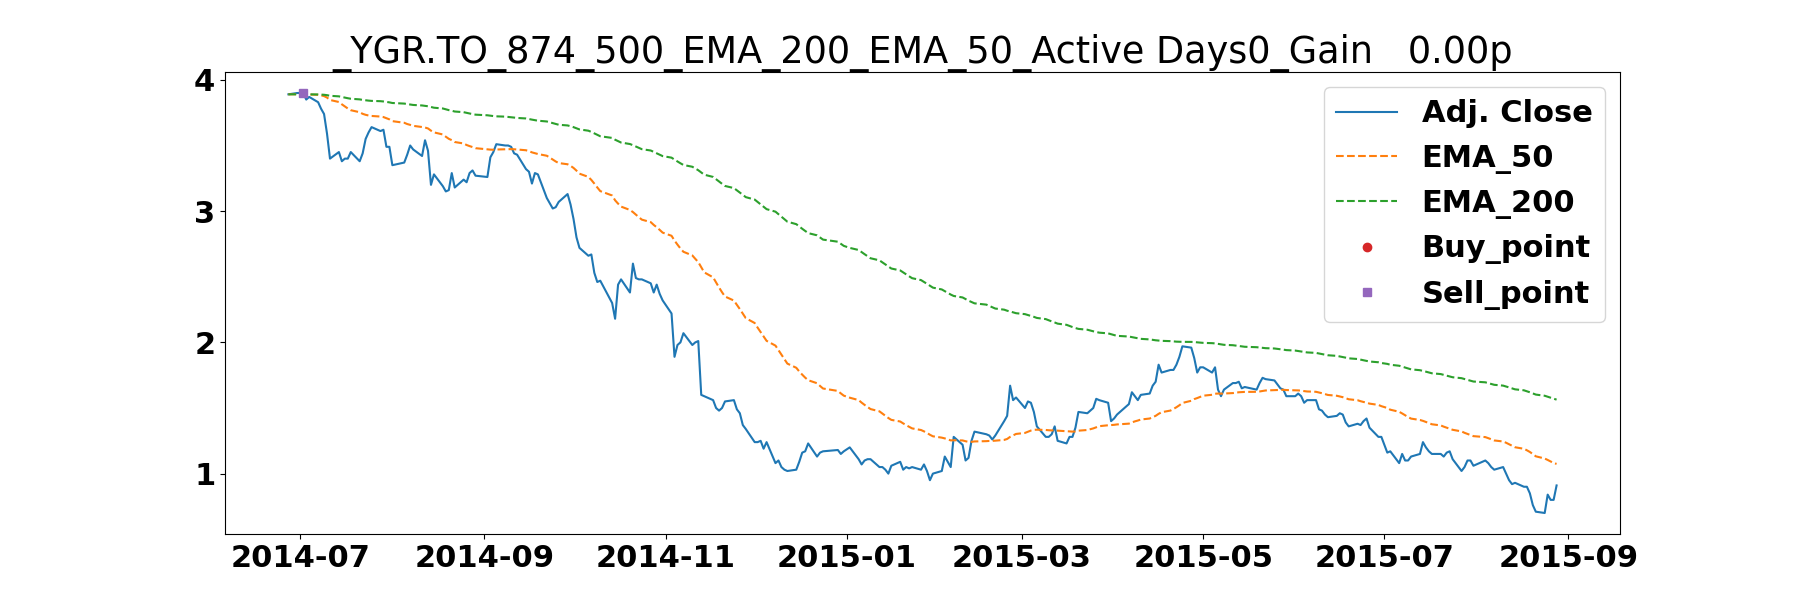 _YGR.TO_874_500_EMA_200_EMA_50_Active Days0_Gain   0.00p
4
3
2
1
Adj. Close
EMA_50
EMA_200
Buy_point
Sell_point
2014-07 2014-09 2014-11 2015-01 2015-03 2015-05 2015-07 2015-09